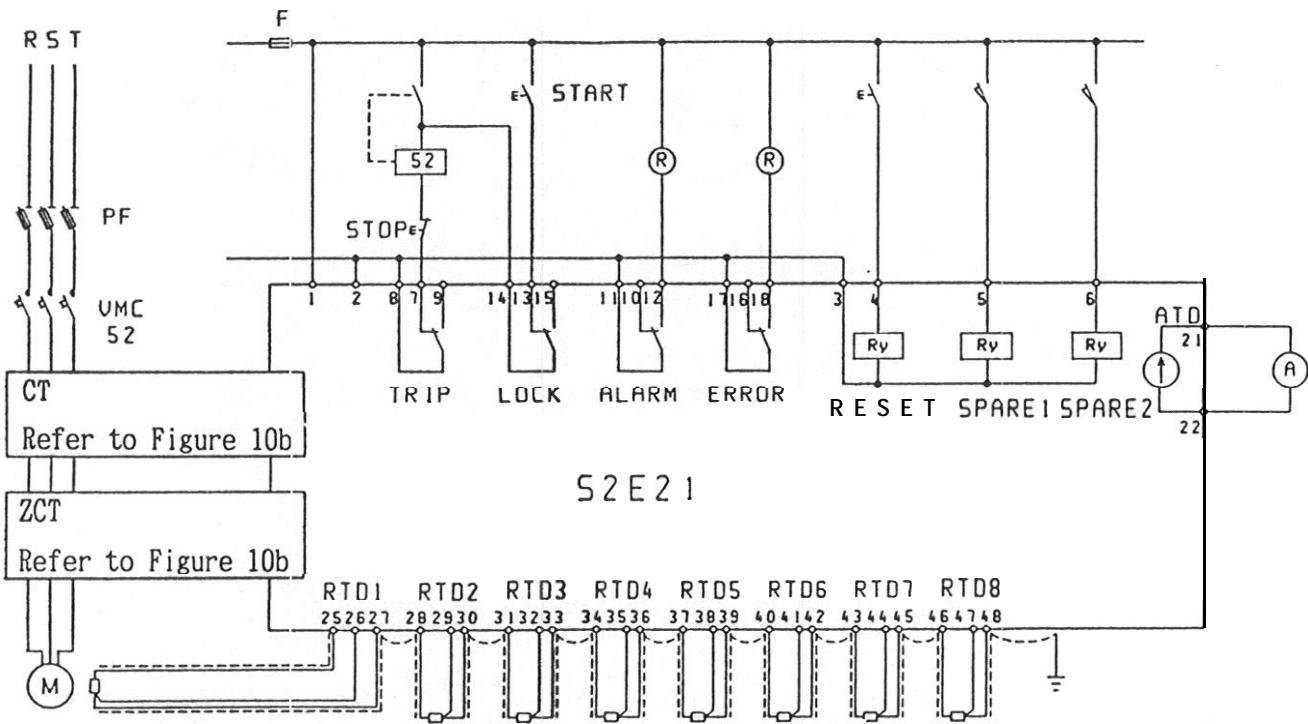 F
R S T
START
52
R R
STOP
PF
VMC
52
E E E
1 2 8 7 9 14 13 15 11 10 12 17 16 18 3 4 5 6
Ry Ry Ry
ATD
21
A
22
TRIP LOCK ALARM ERROR RESET SPARE1 SPARE2
CT
Refer to Figure 10b
S2E21
ZCT
Refer to Figure 10b
RTD1 RTD2 RTD3 RTD4 RTD5 RTD6 RTD7 RTD8
25 26 27 28 29 30 31 32 33 34 35 36 37 38 39 40 41 42 43 44 45 46 47 48
M